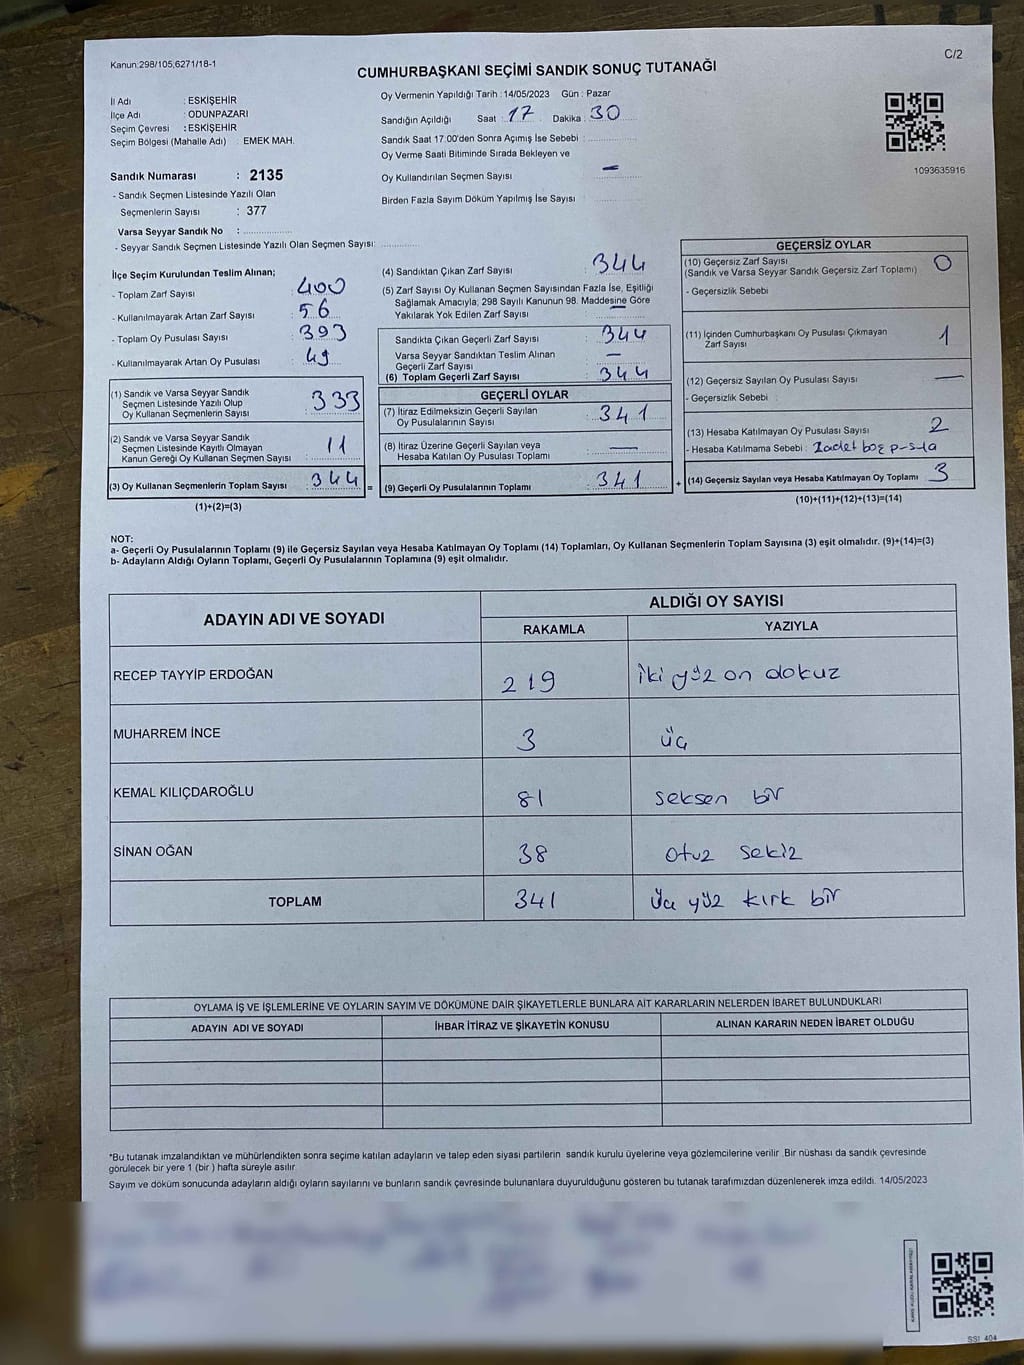 Kanun:298/105,6271/18-1
C/2
CUMHURBAŞKANI SEÇİMİ SANDIK SONUÇ TUTANAĞI
İl Adı : ESKİŞEHİR
İlçe Adı : ODUNPAZARI
Seçim Çevresi : ESKİŞEHİR
Seçim Bölgesi (Mahalle Adı) : EMEK MAH.
Sandık Numarası : 2135
- Sandık Seçmen Listesinde Yazılı Olan
Seçmenlerin Sayısı : 377
Varsa Seyyar Sandık No :
- Seyyar Sandık Seçmen Listesinde Yazılı Olan Seçmen Sayısı:
Oy Vermenin Yapıldığı Tarih : 14/05/2023 Gün : Pazar
Sandığın Açıldığı Saat : 17 Dakika : 30
Sandık Saat 17:00'den Sonra Açımış İse Sebebi :
Oy Verme Saati Bitiminde Sırada Bekleyen ve
Oy Kullandırılan Seçmen Sayısı : —
Birden Fazla Sayım Döküm Yapılmış İse Sayısı :
1093635916
İlçe Seçim Kurulundan Teslim Alınan;
- Toplam Zarf Sayısı : 400
- Kullanılmayarak Artan Zarf Sayısı : 56
- Toplam Oy Pusulası Sayısı : 393
- Kullanılmayarak Artan Oy Pusulası : 49
(1) Sandık ve Varsa Seyyar Sandık
Seçmen Listesinde Yazılı Olup
Oy Kullanan Seçmenlerin Sayısı : 333
(2) Sandık ve Varsa Seyyar Sandık
Seçmen Listesinde Kayıtlı Olmayan
Kanun Gereği Oy Kullanan Seçmen Sayısı : 11
(3) Oy Kullanan Seçmenlerin Toplam Sayısı : 344 =
(1)+(2)=(3)
(4) Sandıktan Çıkan Zarf Sayısı : 344
(5) Zarf Sayısı Oy Kullanan Seçmen Sayısından Fazla İse, Eşitliği
Sağlamak Amacıyla, 298 Sayılı Kanunun 98. Maddesine Göre
Yakılarak Yok Edilen Zarf Sayısı : —
Sandıkta Çıkan Geçerli Zarf Sayısı : 344
Varsa Seyyar Sandıktan Teslim Alınan
Geçerli Zarf Sayısı : —
(6) Toplam Geçerli Zarf Sayısı : 344
GEÇERLİ OYLAR
(7) İtiraz Edilmeksizin Geçerli Sayılan
Oy Pusulalarının Sayısı : 341
(8) İtiraz Üzerine Geçerli Sayılan veya
Hesaba Katılan Oy Pusulası Toplamı : —
(9) Geçerli Oy Pusulalarının Toplamı : 341 +
GEÇERSİZ OYLAR
(10) Geçersiz Zarf Sayısı : 0
(Sandık ve Varsa Seyyar Sandık Geçersiz Zarf Toplamı)
- Geçersizlik Sebebi :
(11) İçinden Cumhurbaşkanı Oy Pusulası Çıkmayan
Zarf Sayısı : 1
(12) Geçersiz Sayılan Oy Pusulası Sayısı : —
- Geçersizlik Sebebi :
(13) Hesaba Katılmayan Oy Pusulası Sayısı : 2
- Hesaba Katılmama Sebebi : 2 adet boş
(14) Geçersiz Sayılan veya Hesaba Katılmayan Oy Toplamı : 3
(10)+(11)+(12)+(13)=(14)
NOT:
a- Geçerli Oy Pusulalarının Toplamı (9) ile Geçersiz Sayılan veya Hesaba Katılmayan Oy Toplamı (14) Toplamları, Oy Kullanan Seçmenlerin Toplam Sayısına (3) eşit olmalıdır. (9)+(14)=(3)
b- Adayların Aldığı Oyların Toplamı, Geçerli Oy Pusulalarının Toplamına (9) eşit olmalıdır.
ADAYIN ADI VE SOYADI
ALDIĞI OY SAYISI
RAKAMLA YAZIYLA
RECEP TAYYİP ERDOĞAN 219 iki yüz on dokuz
MUHARREM İNCE 3 üç
KEMAL KILIÇDAROĞLU 81 seksen bir
SİNAN OĞAN 38 otuz sekiz
TOPLAM 341 Üç yüz kırk bir
OYLAMA İŞ VE İŞLEMLERİNE VE OYLARIN SAYIM VE DÖKÜMÜNE DAİR ŞİKAYETLERLE BUNLARA AİT KARARLARIN NELERDEN İBARET BULUNDUKLARI
ADAYIN ADI VE SOYADI İHBAR İTİRAZ VE ŞİKAYETİN KONUSU ALINAN KARARIN NEDEN İBARET OLDUĞU
*Bu tutanak imzalandıktan ve mühürlendikten sonra seçime katılan adayların ve talep eden siyasi partilerin sandık kurulu üyelerine veya gözlemcilerine verilir .Bir nüshası da sandık çevresinde
görülecek bir yere 1 (bir ) hafta süreyle asılır
Sayım ve döküm sonucunda adayların aldığı oyların sayılarını ve bunların sandık çevresinde bulunanlara duyurulduğunu gösteren bu tutanak tarafımızdan düzenlenerek imza edildi. 14/05/2023
SSI 404